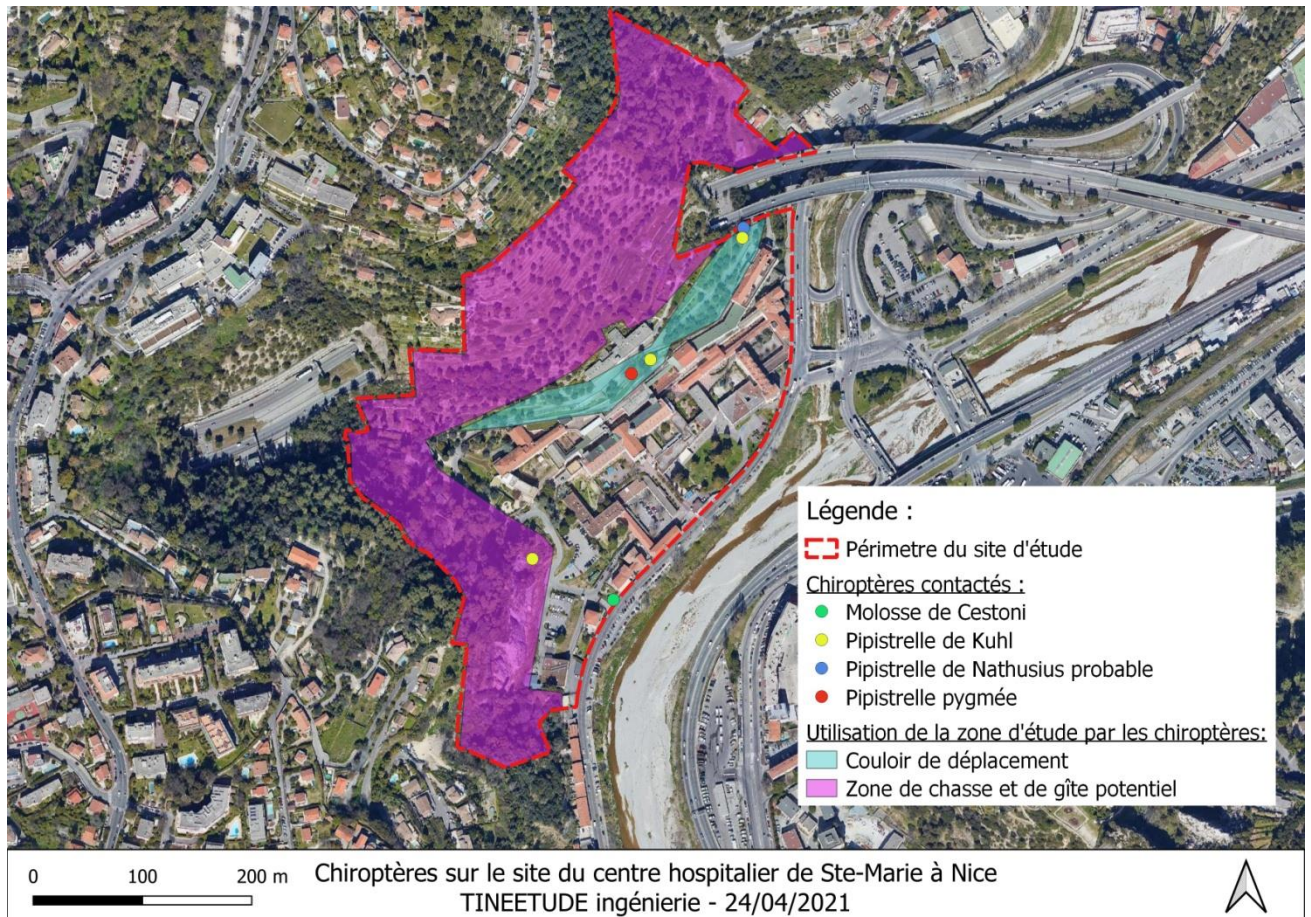 Légende :
Périmetre du site d'étude
Chiroptères contactés :
Molosse de Cestoni
Pipistrelle de Kuhl
Pipistrelle de Nathusius probable
Pipistrelle pygmée
Utilisation de la zone d'étude par les chiroptères:
Couloir de déplacement
Zone de chasse et de gîte potentiel
0 100 200 m
Chiroptères sur le site du centre hospitalier de Ste-Marie à Nice
TINEETUDE ingénierie - 24/04/2021